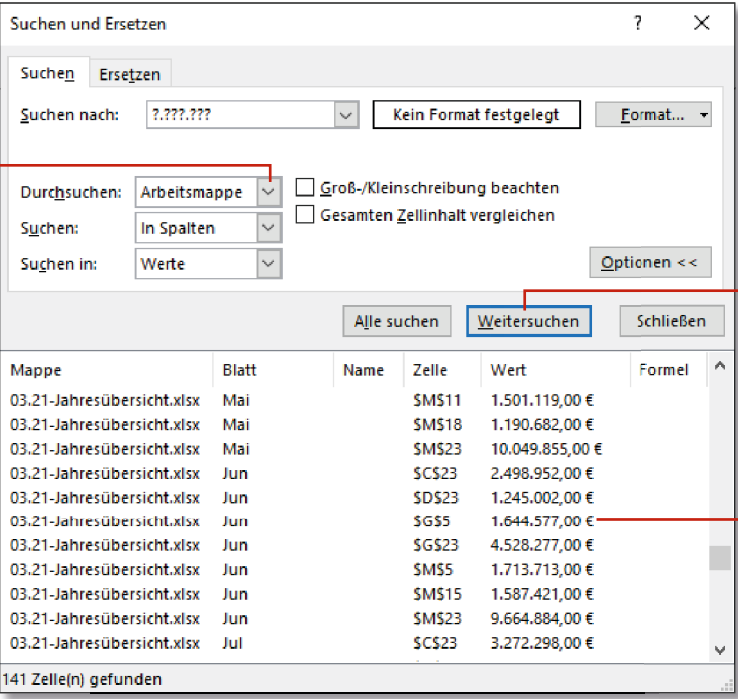 Suchen und Ersetzen ? ×
Suchen Ersetzen
Suchen nach: ?.???.??? Kein Format festgelegt Format...
Durchsuchen: Arbeitsmappe Groß-/Kleinschreibung beachten
Suchen: In Spalten Gesamten Zellinhalt vergleichen
Suchen in: Werte
Optionen <<
Alle suchen Weitersuchen Schließen
Mappe Blatt Name Zelle Wert Formel
03.21-Jahresübersicht.xlsx Mai $M$11 1.501.119,00 €
03.21-Jahresübersicht.xlsx Mai $M$18 1.190.682,00 €
03.21-Jahresübersicht.xlsx Mai $M$23 10.049.855,00 €
03.21-Jahresübersicht.xlsx Jun $C$23 2.498.952,00 €
03.21-Jahresübersicht.xlsx Jun $D$23 1.245.002,00 €
03.21-Jahresübersicht.xlsx Jun $G$5 1.644.577,00 €
03.21-Jahresübersicht.xlsx Jun $G$23 4.528.277,00 €
03.21-Jahresübersicht.xlsx Jun $M$5 1.713.713,00 €
03.21-Jahresübersicht.xlsx Jun $M$15 1.587.421,00 €
03.21-Jahresübersicht.xlsx Jun $M$23 9.664.884,00 €
03.21-Jahresübersicht.xlsx Jul $C$23 3.272.298,00 €
141 Zelle(n) gefunden